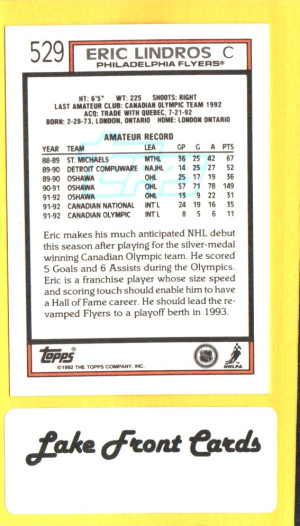 529 ERIC LINDROS C
PHILADELPHIA FLYERS®
HT: 6'5" WT: 225 SHOOTS: RIGHT
LAST AMATEUR CLUB: CANADIAN OLYMPIC TEAM 1992
ACQ: TRADE WITH QUEBEC, 7-21-92
BORN: 2-28-73, LONDON, ONTARIO HOME: LONDON ONTARIO
AMATEUR RECORD
YEAR TEAM LEA GP G A PTS
88-89 ST. MICHAELS MTHL 36 25 42 67
89-90 DETROIT COMPUWARE NAJHL 14 25 27 52
89-90 OSHAWA OHL 25 17 19 36
90-91 OSHAWA OHL 57 71 78 149
91-92 OSHAWA OHL 13 9 22 31
91-92 CANADIAN NATIONAL INT'L 24 19 16 35
91-92 CANADIAN OLYMPIC INT'L 8 5 6 11
Eric makes his much anticipated NHL debut
this season after playing for the silver-medal
winning Canadian Olympic team. He scored
5 Goals and 6 Assists during the Olympics.
Eric is a franchise player whose size speed
and scoring touch should enable him to have
a Hall of Fame career. He should lead the re-
vamped Flyers to a playoff berth in 1993.
Topps®
©1992 THE TOPPS COMPANY, INC.
NHL
NHLPA
Lake Front Cards